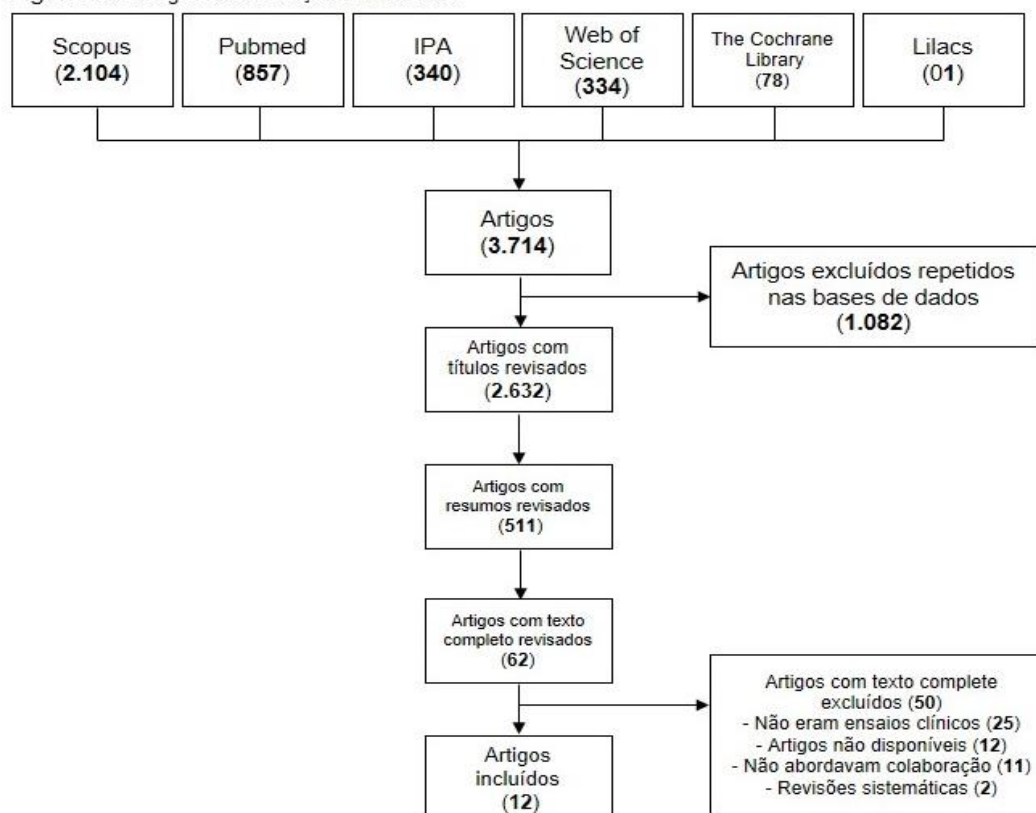 Scopus
(2.104)
Pubmed
(857)
IPA
(340)
Web of
Science
(334)
The Cochrane
Library
(78)
Lilacs
(01)
Artigos
(3.714)
Artigos excluídos repetidos
nas bases de dados
(1.082)
Artigos com
títulos revisados
(2.632)
Artigos com
resumos revisados
(511)
Artigos com texto
completo revisados
(62)
Artigos com texto complete
excluídos (50)
- Não eram ensaios clínicos (25)
- Artigos não disponíveis (12)
- Não abordavam colaboração (11)
- Revisões sistemáticas (2)
Artigos
incluídos
(12)